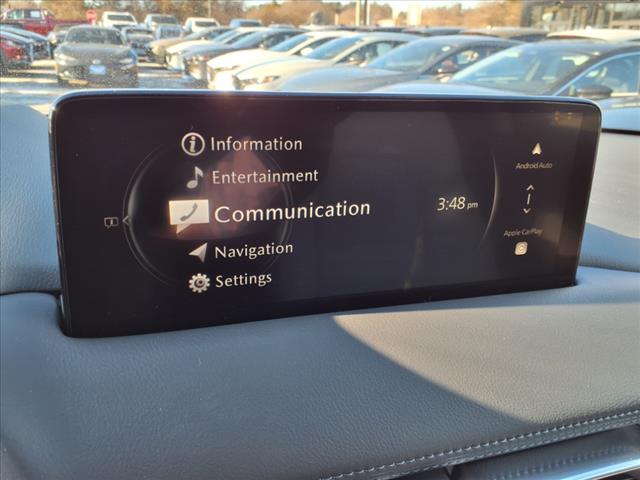 Information
Entertainment
Communication
Navigation
Settings
3:48 pm
Android Auto
Apple CarPlay